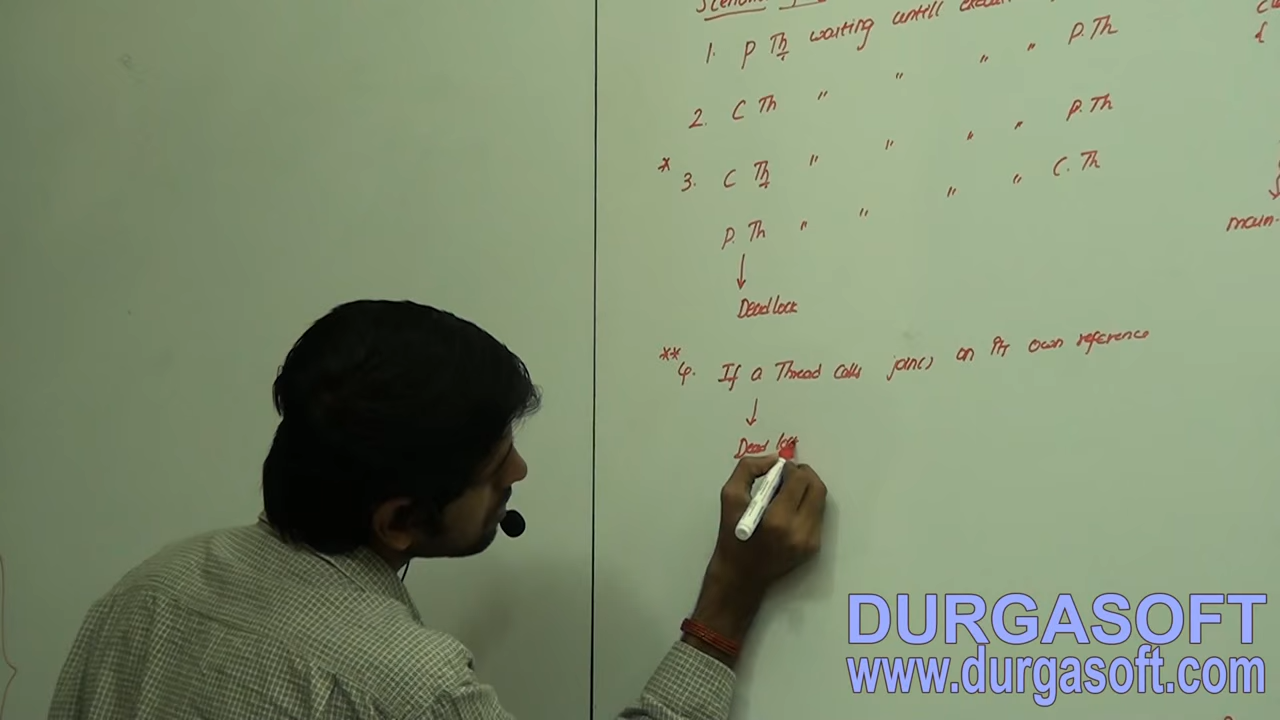 1. P Th waiting untill
2. C Th " " " " P. Th
* 3. C Th " " " " P. Th
P. Th " " " " C. Th
↓
Deadlock
** 4. If a Thread calls join() on its own reference
↓
Dead lock
main
DURGASOFT
www.durgasoft.com